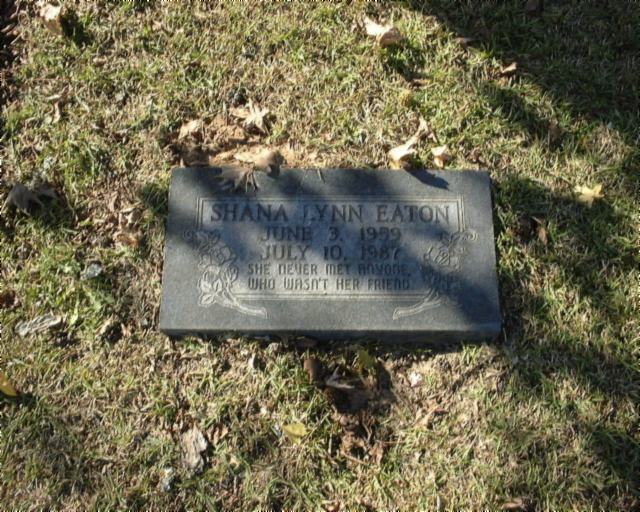 SHANA LYNN EATON
JUNE 3, 1959
JULY 10, 1987
SHE NEVER MET ANYONE,
WHO WASN'T HER FRIEND.